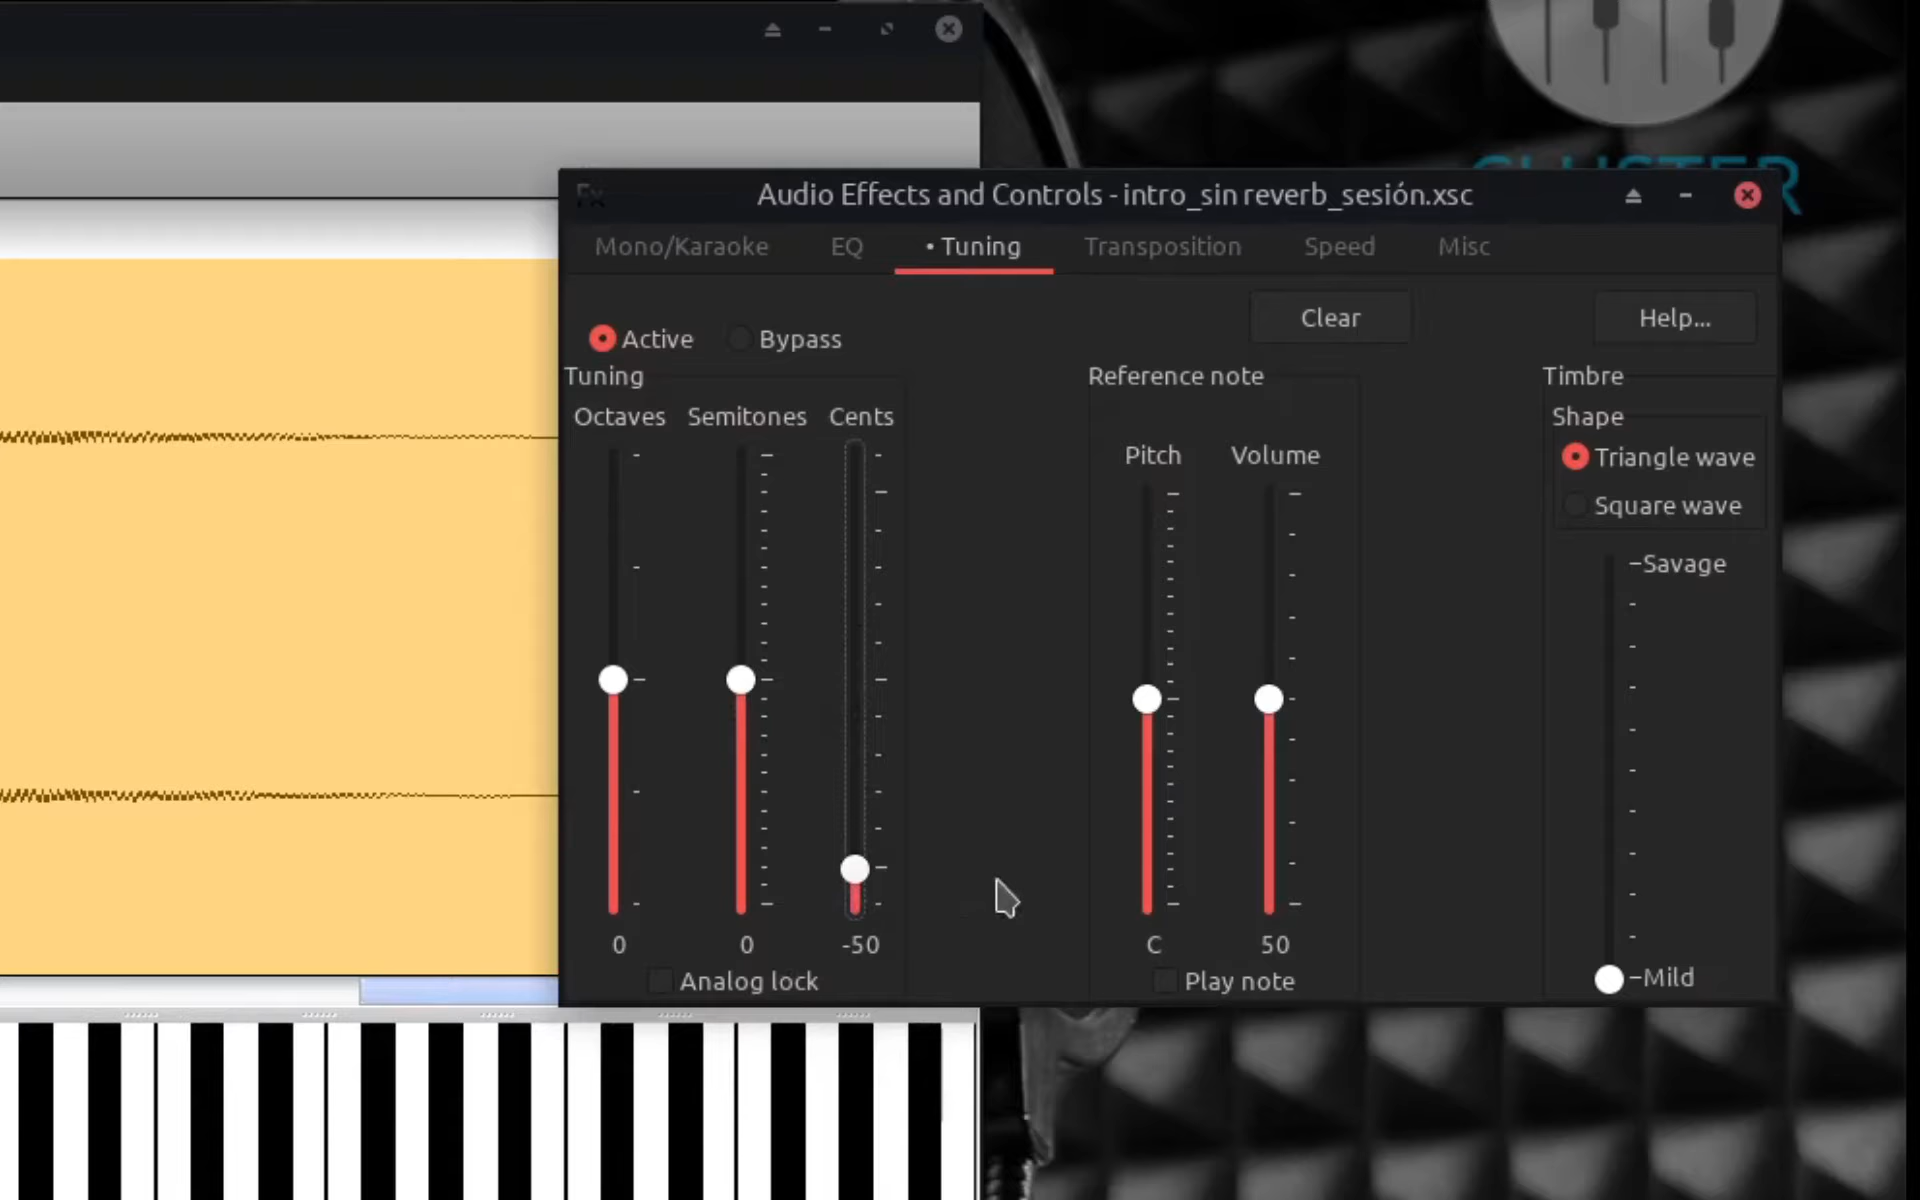 CLUSTER
Fx Audio Effects and Controls - intro_sin reverb_sesión.xsc
Mono/Karaoke EQ • Tuning Transposition Speed Misc
Clear Help...
Active Bypass
Tuning Reference note Timbre
Octaves Semitones Cents Shape
Pitch Volume Triangle wave
Square wave
Savage
0 0 -50 C 50
Analog lock Play note Mild